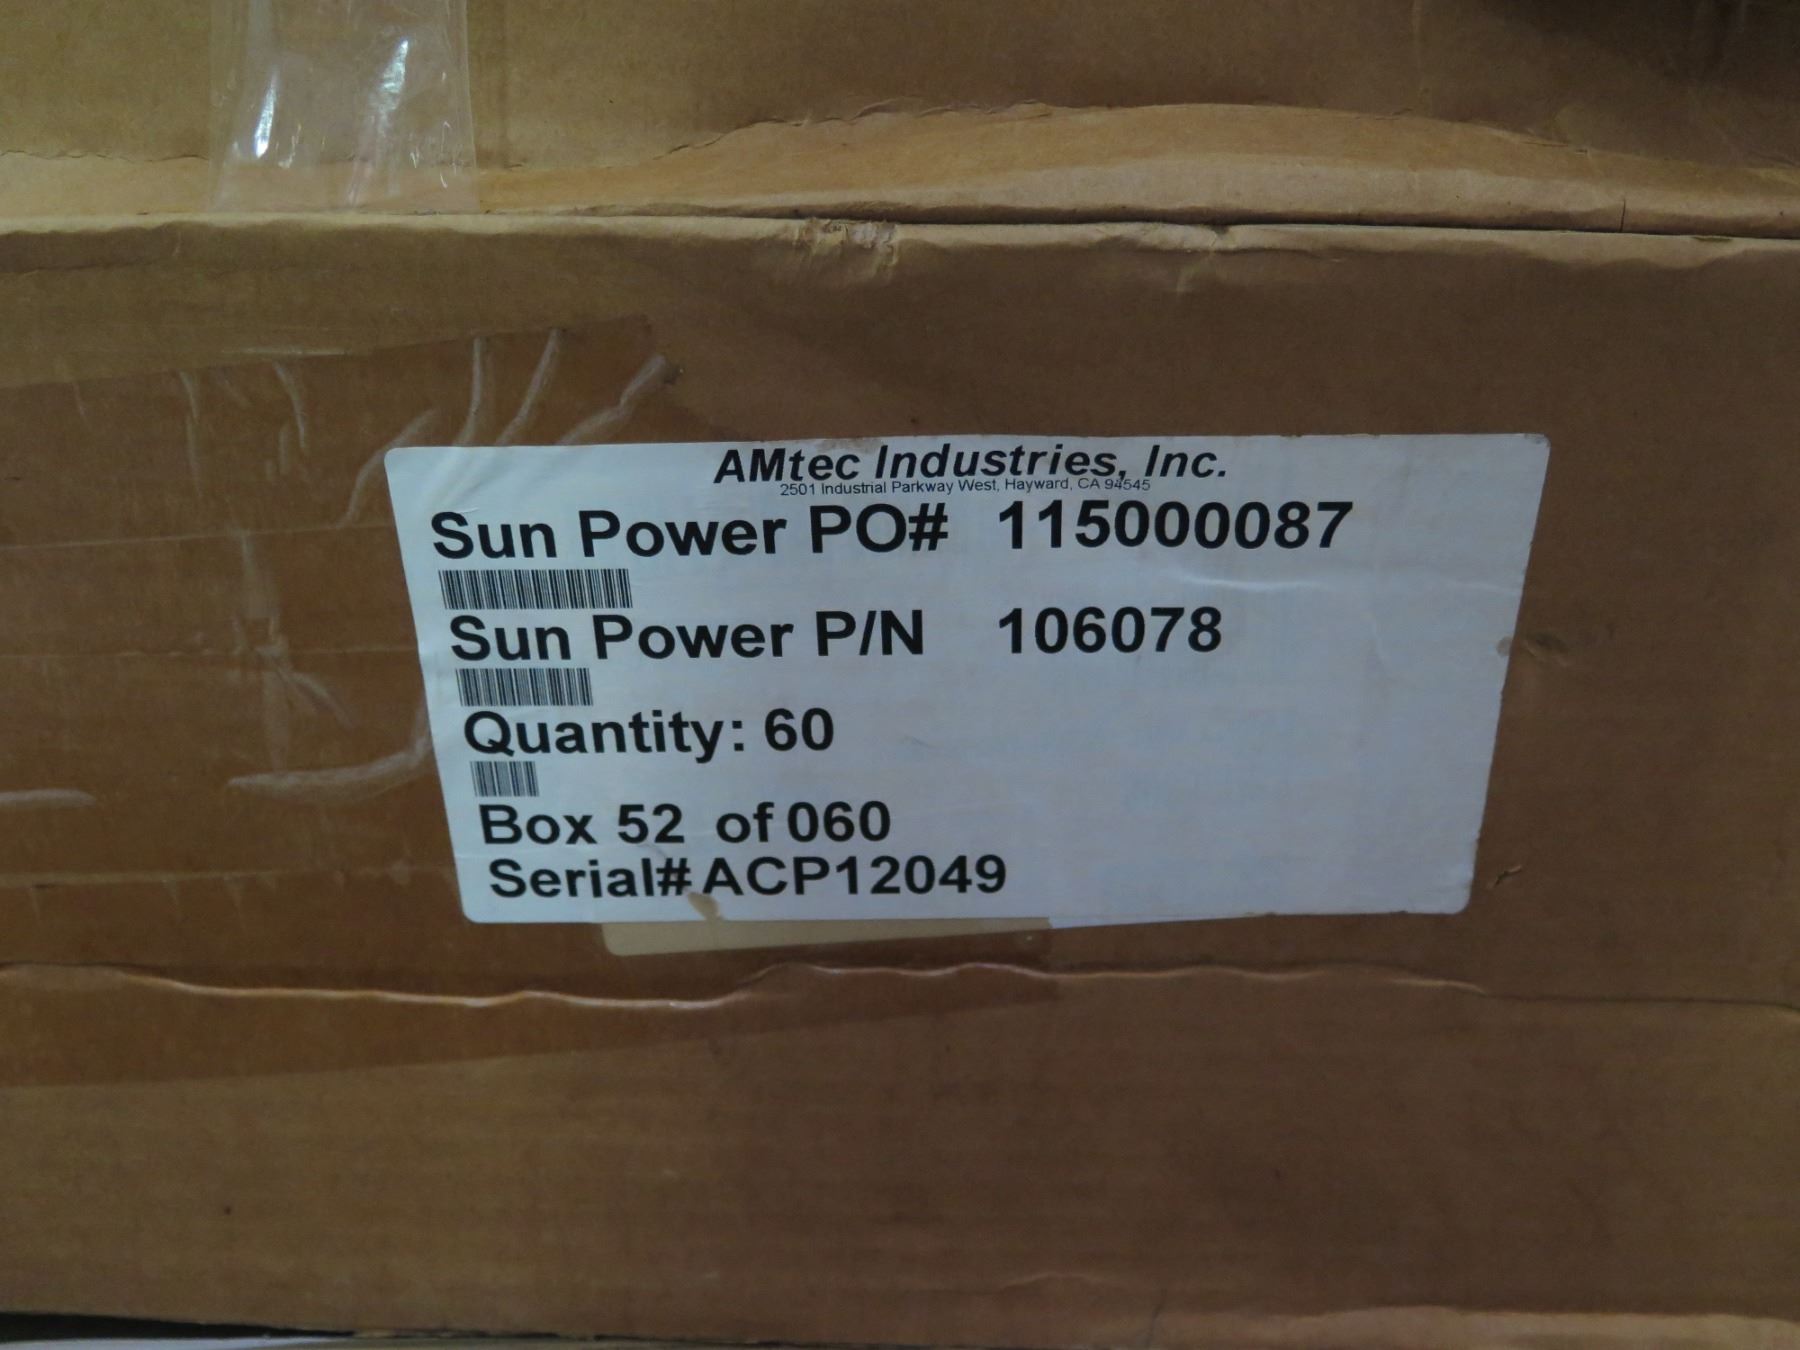 AMtec Industries, Inc.
2501 Industrial Parkway West, Hayward, CA 94545
Sun Power PO# 115000087
Sun Power P/N 106078
Quantity: 60
Box 52 of 060
Serial# ACP12049